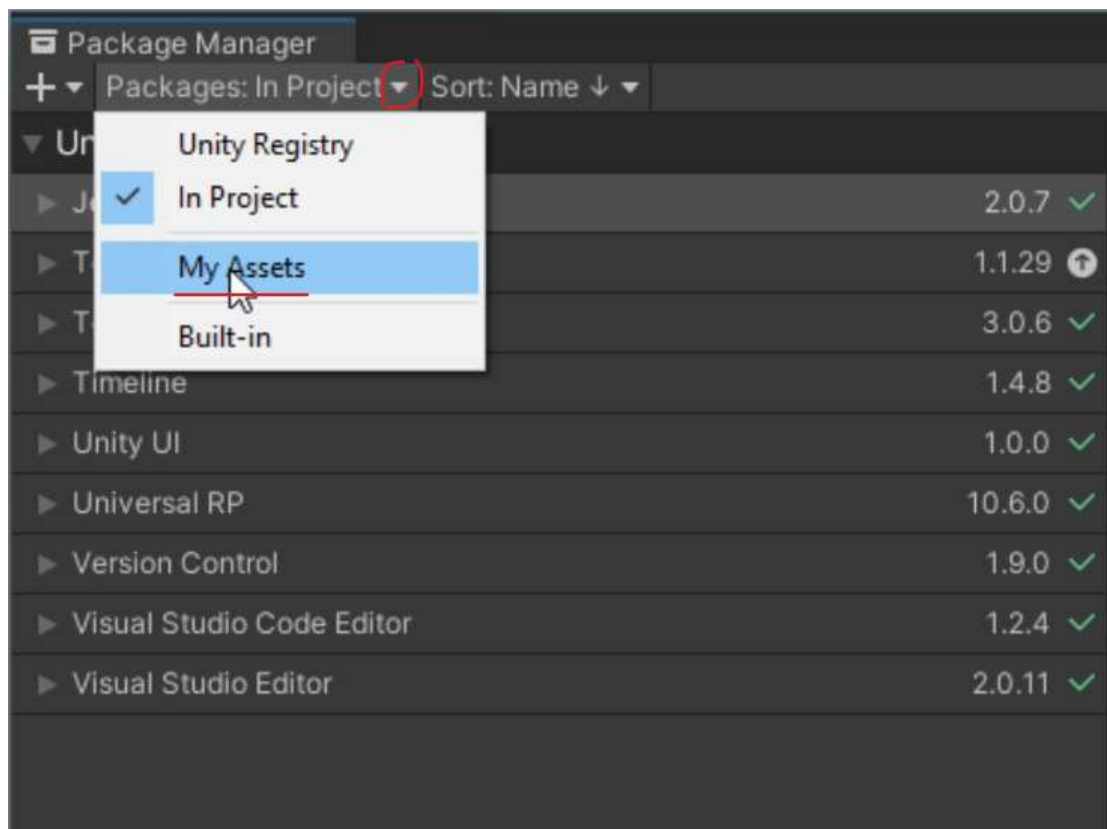 Package Manager
Packages: In Project Sort: Name ↓
Unity Registry
In Project
2.0.7
My Assets
1.1.29
3.0.6
Built-in
Timeline 1.4.8
Unity UI 1.0.0
Universal RP 10.6.0
Version Control 1.9.0
Visual Studio Code Editor 1.2.4
Visual Studio Editor 2.0.11